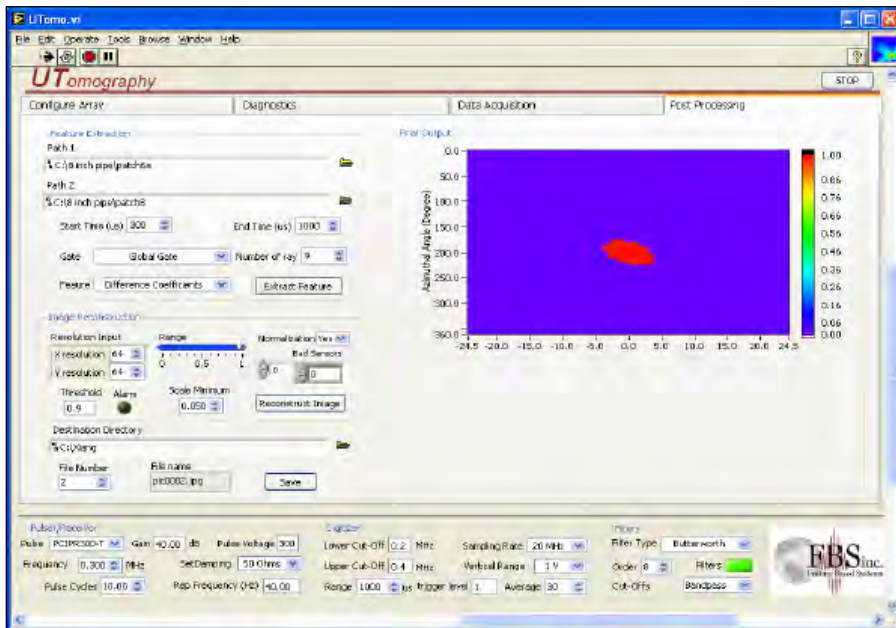 UTomo.vi
File Edit Operate Tools Browse Window Help
UTomography
STOP
Configure Array Diagnostics Data Acquisition Post Processing
Feature Extraction
Path 1
C:\8 inch pipe\patch6e
Path 2
C:\8 inch pipe\patch8
Start Time (us) 800 End Time (us) 1000
Gate Global Gate Number of ray 9
Feature Difference Coefficients Extract Feature
Image Reconstruction
Resolution Input Range Normalization Yes
X resolution 64
Y resolution 64
0 0.5 1
Bad Sensors
0 0
Threshold Alarm Scale Minimum
0.9 0.050 Reconstruct Image
Destination Directory
C:\Xiang
File Number File name
2 pic0002.jpg Save
Final Output
Azimuthal Angle (Degree)
0.0
50.0
100.0
150.0
200.0
250.0
300.0
360.0
-24.5 -20.0 -15.0 -10.0 -5.0 0.0 5.0 10.0 15.0 20.0 24.5
1.00
0.86
0.76
0.66
0.56
0.46
0.36
0.26
0.16
0.06
0.00
Pulser/Receiver
Pulse PCIPR300-T Gain 40.00 dB Pulse Voltage 300
Frequency 0.300 MHz SetDamping 50 Ohms
Pulse Cycles 10.00 Rep Frequency (HZ) 40.00
Digitizer
Lower Cut-Off 0.2 MHz Sampling Rate 20 MHz
Upper Cut-Off 0.4 MHz Vertical Range 1 V
Range 1000 us trigger level 1 Average 30
Filters
Filter Type Butterworth
Order 8 Filters
Cut-Offs Bandpass
FBS inc.